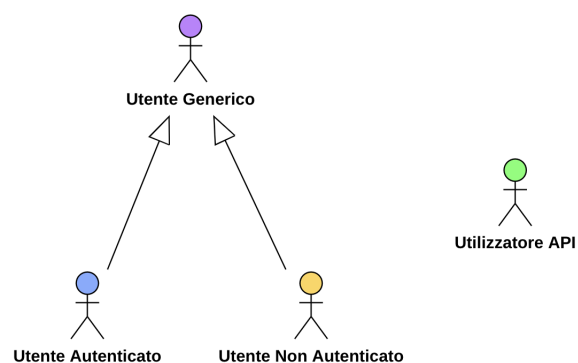 Utente Generico
Utilizzatore API
Utente Autenticato
Utente Non Autenticato